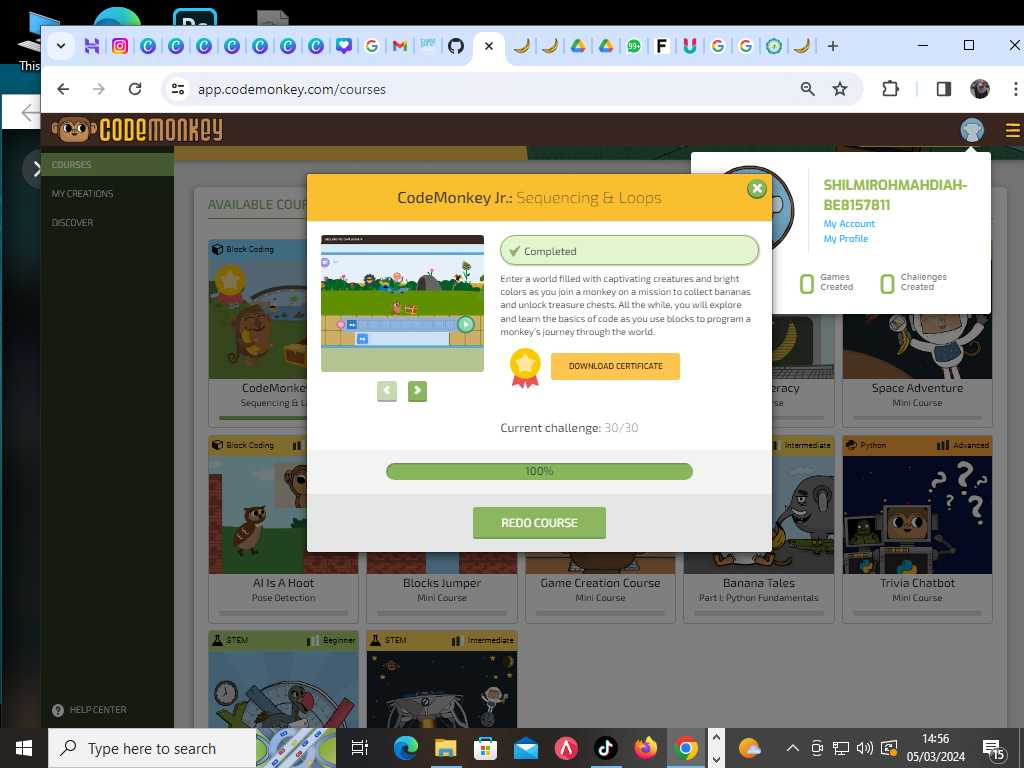 This
99+
app.codemonkey.com/courses
CODEMONKEY
COURSES
MY CREATIONS
DISCOVER
HELP CENTER
SHILMIROHMAHDIAH-
BE8157811
My Account
My Profile
0 Games
Created
0 Challenges
Created
AVAILABLE COUR
CodeMonkey Jr.: Sequencing & Loops
Completed
Enter a world filled with captivating creatures and bright
colors as you join a monkey on a mission to collect bananas
and unlock treasure chests. All the while, you will explore
and learn the basics of code as you use blocks to program a
monkey's journey through the world.
DOWNLOAD CERTIFICATE
Current challenge: 30/30
100%
REDO COURSE
Block Coding
CodeMonke
Sequencing & L
eracy
rse
Space Adventure
Mini Course
Block Coding
Intermediate
Python
Advanced
AI Is A Hoot
Pose Detection
Blocks Jumper
Mini Course
Game Creation Course
Mini Course
Banana Tales
Part I: Python Fundamentals
Trivia Chatbot
Mini Course
STEM
Beginner
STEM
Intermediate
Type here to search
14:56
05/03/2024
15